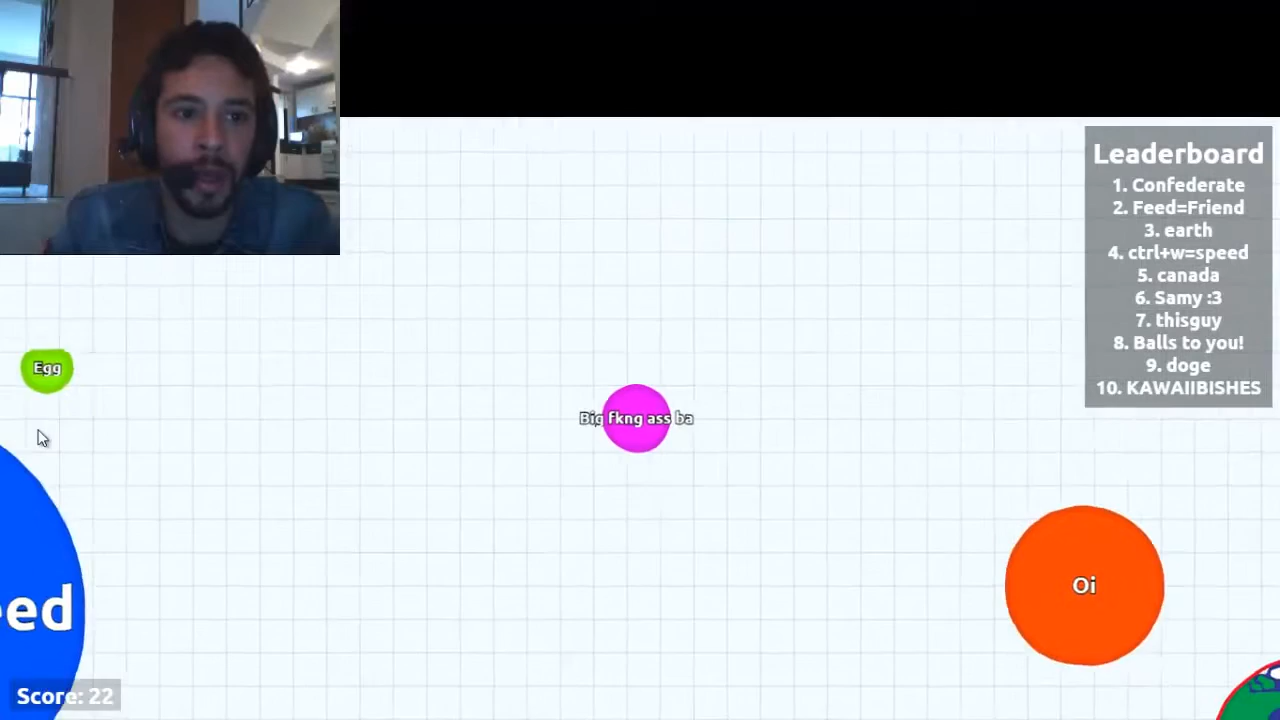 Leaderboard
1. Confederate
2. Feed=Friend
3. earth
4. ctrl+w=speed
5. canada
6. Samy :3
7. thisguy
8. Balls to you!
9. doge
10. KAWAIIBISHES
Egg
Big fkng ass ba
Oi
eed
Score: 22